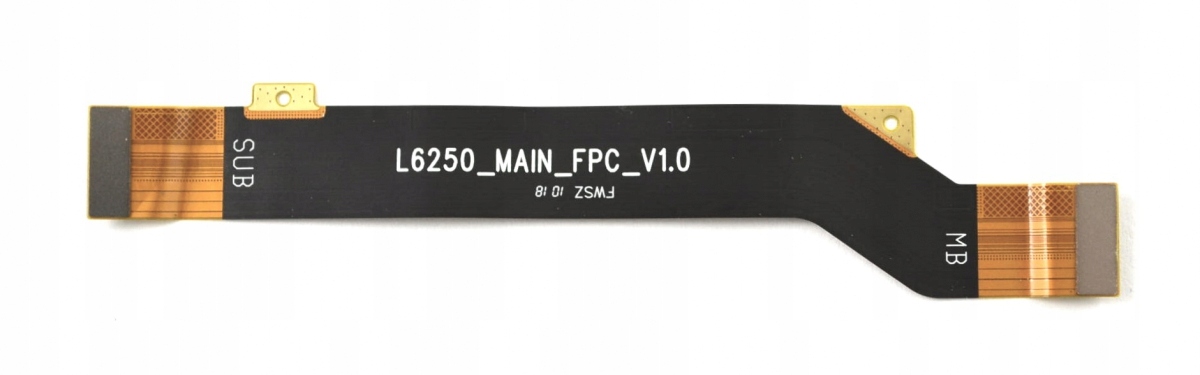 SUB
L6250_MAIN_FPC_V1.0
FWSZ 10 18
MB